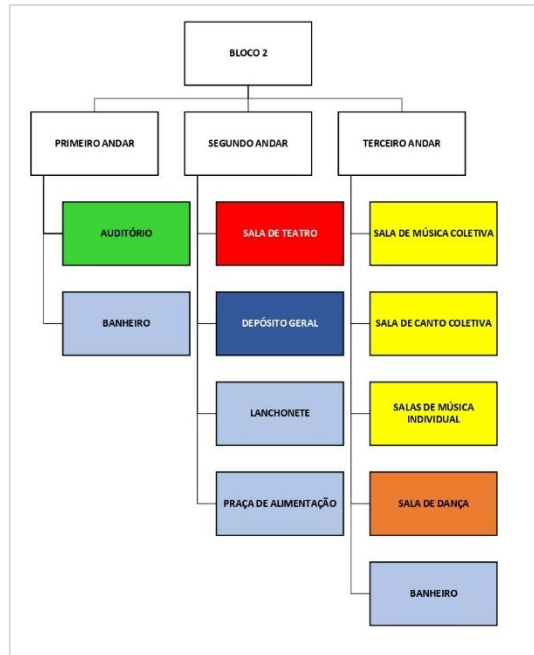 BLOCO 2
PRIMEIRO ANDAR
SEGUNDO ANDAR
TERCEIRO ANDAR
AUDITÓRIO
SALA DE TEATRO
SALA DE MÚSICA COLETIVA
BANHEIRO
DEPÓSITO GERAL
SALA DE CANTO COLETIVA
LANCHONETE
SALAS DE MÚSICA
INDIVIDUAL
PRAÇA DE ALIMENTAÇÃO
SALA DE DANÇA
BANHEIRO